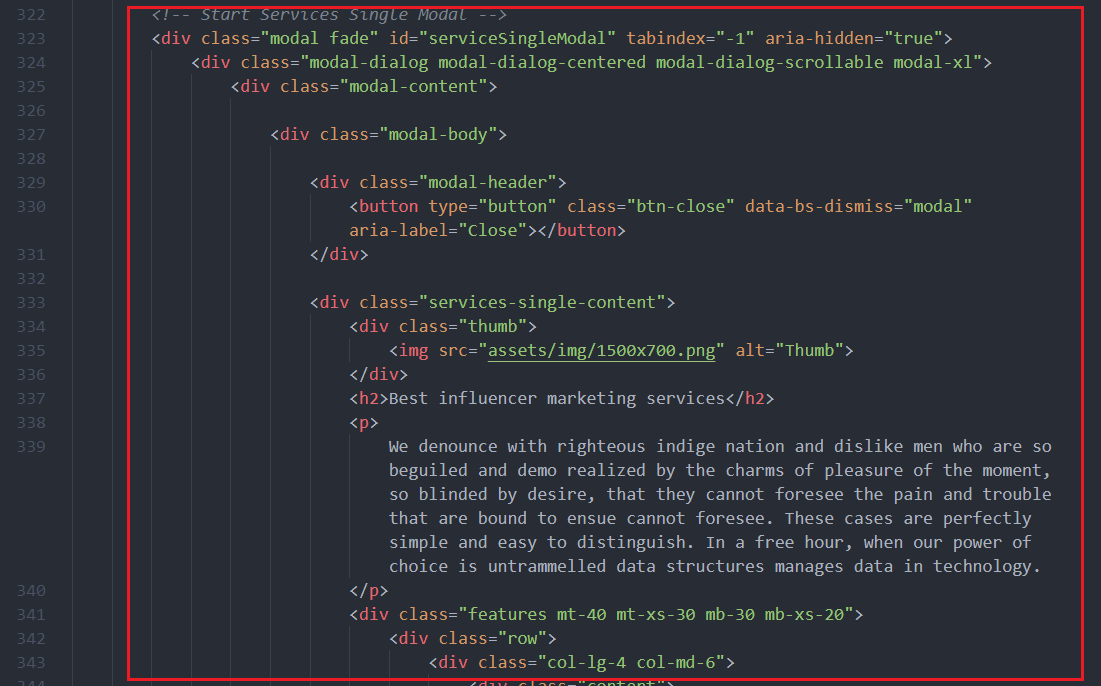 322 <!-- Start Services Single Modal -->
323 <div class="modal fade" id="serviceSingleModal" tabindex="-1" aria-hidden="true">
324 <div class="modal-dialog modal-dialog-centered modal-dialog-scrollable modal-xl">
325 <div class="modal-content">
326
327 <div class="modal-body">
328
329 <div class="modal-header">
330 <button type="button" class="btn-close" data-bs-dismiss="modal"
aria-label="Close"></button>
331 </div>
332
333 <div class="services-single-content">
334 <div class="thumb">
335 <img src="assets/img/1500x700.png" alt="Thumb">
336 </div>
337 <h2>Best influencer marketing services</h2>
338 <p>
339 We denounce with righteous indige nation and dislike men who are so
beguiled and demo realized by the charms of pleasure of the moment,
so blinded by desire, that they cannot foresee the pain and trouble
that are bound to ensue cannot foresee. These cases are perfectly
simple and easy to distinguish. In a free hour, when our power of
choice is untrammelled data structures manages data in technology.
340 </p>
341 <div class="features mt-40 mt-xs-30 mb-30 mb-xs-20">
342 <div class="row">
343 <div class="col-lg-4 col-md-6">
344 <div class="content">